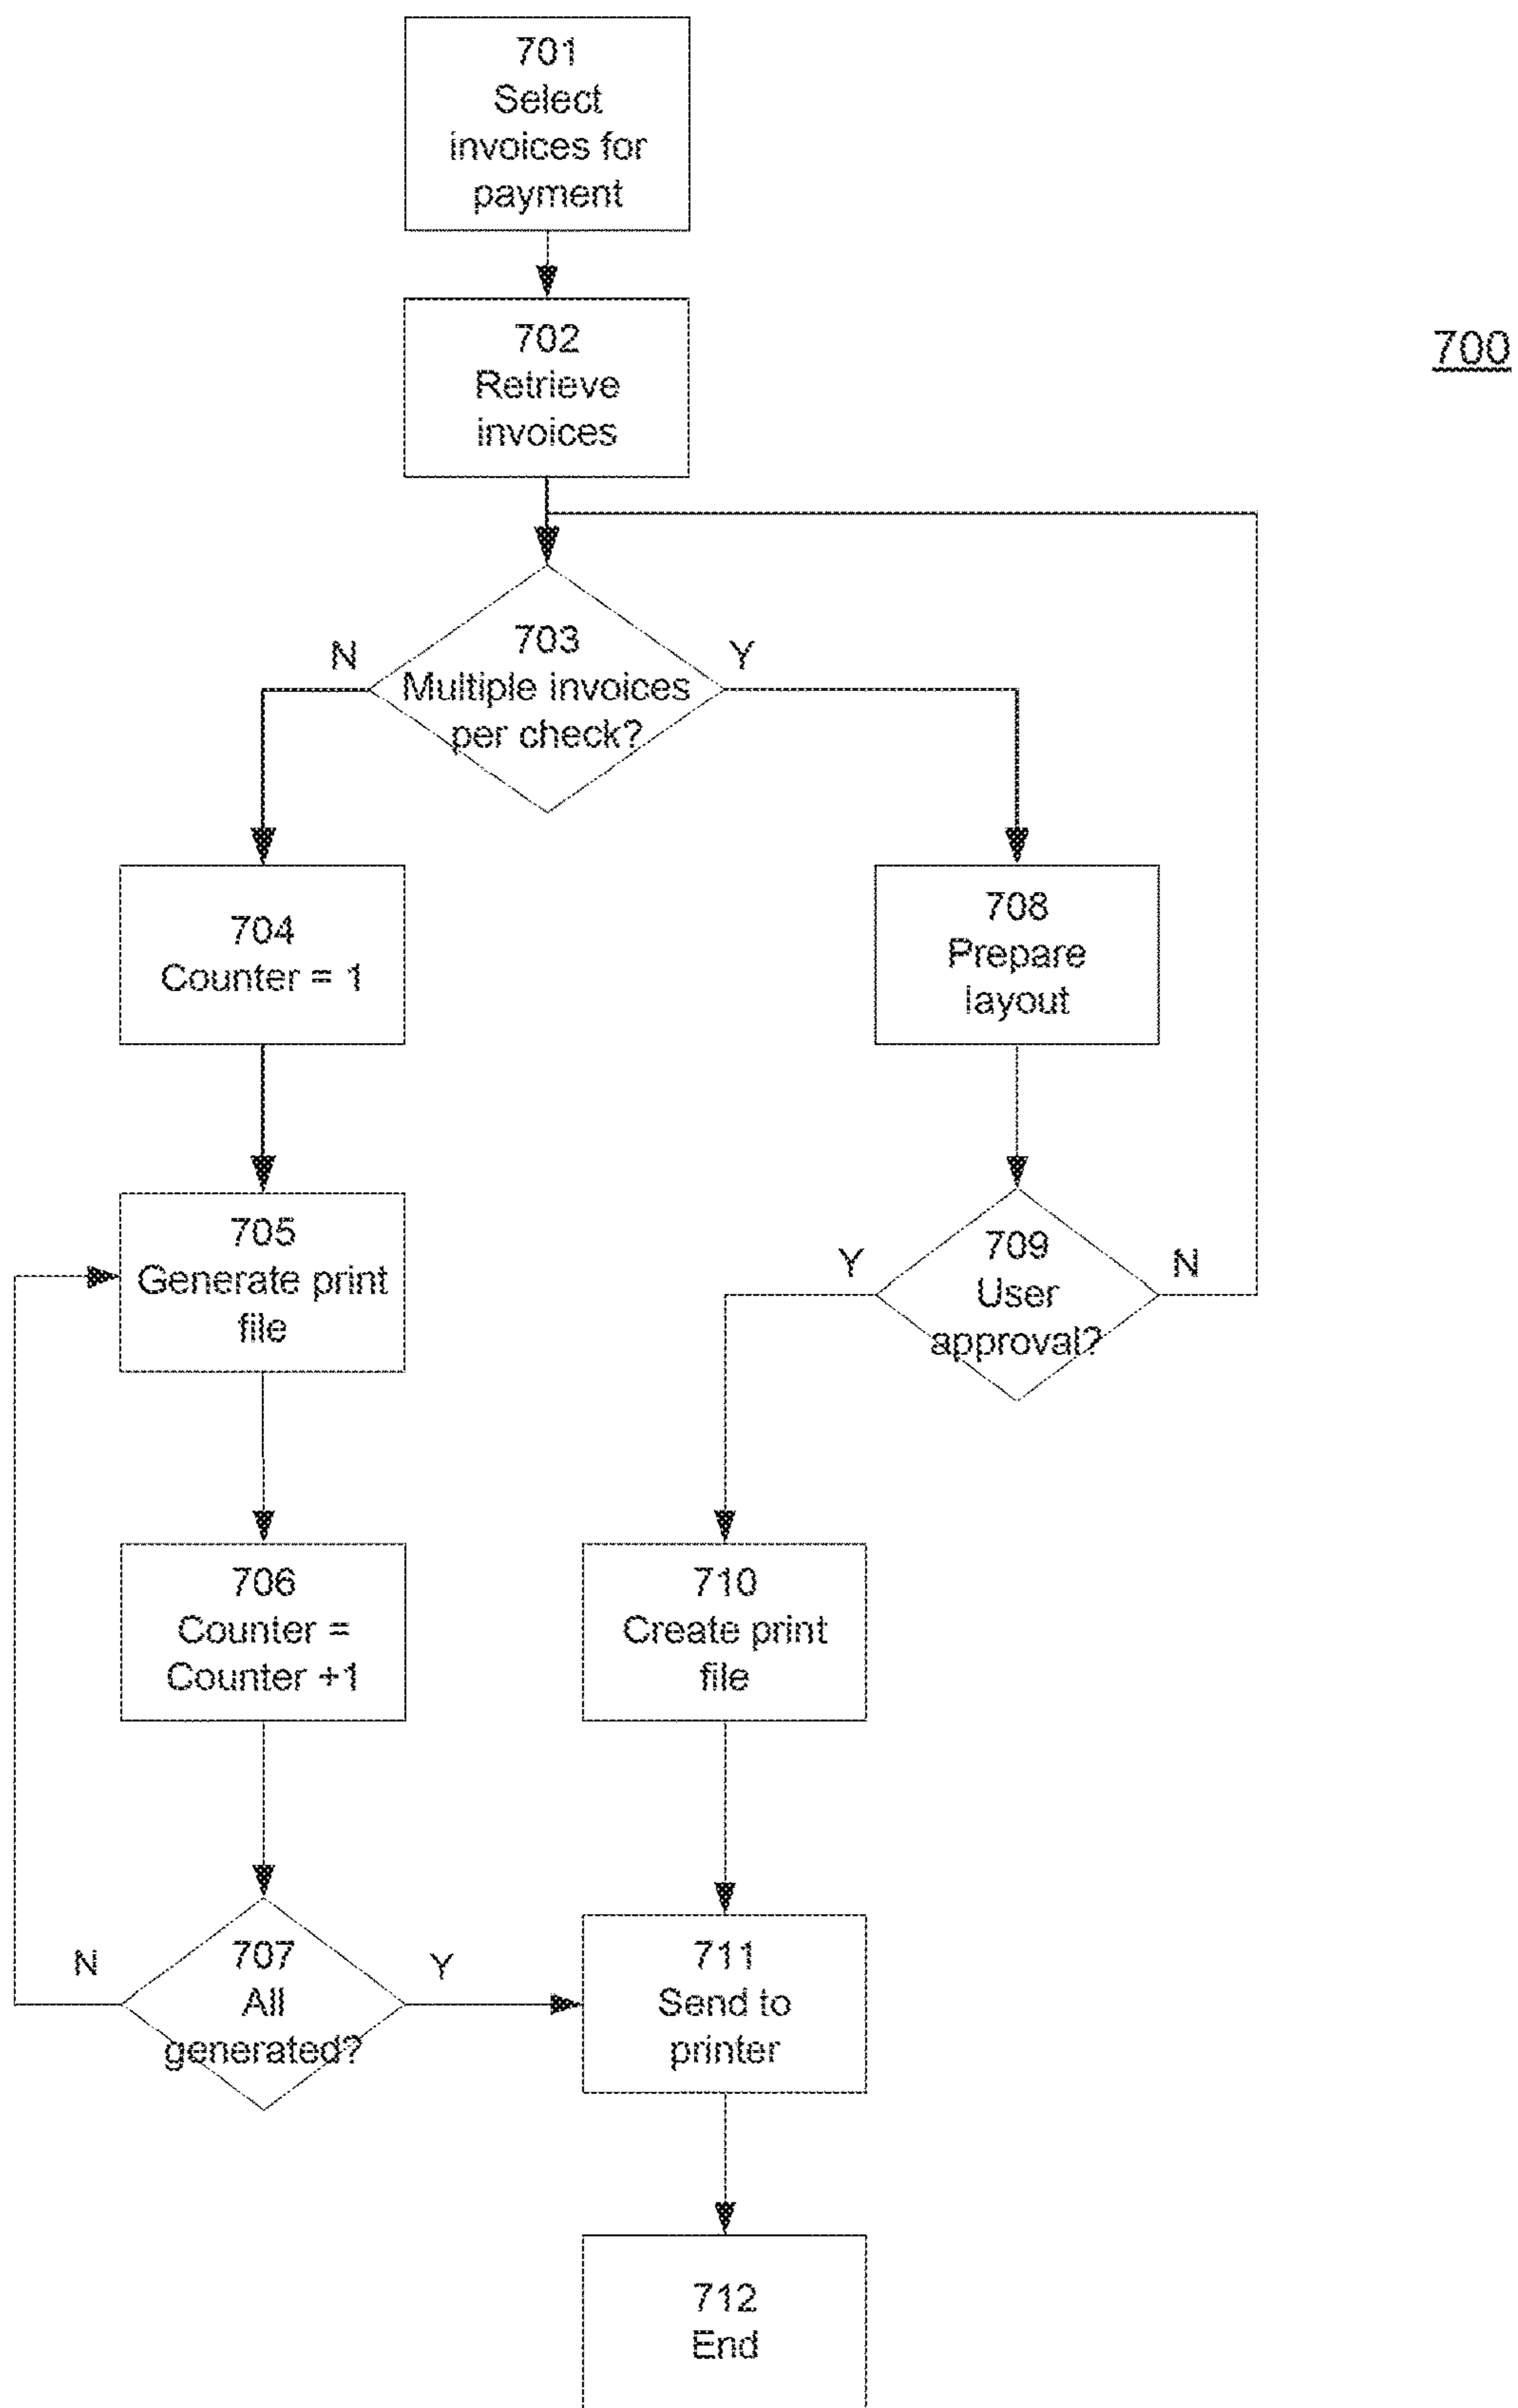 701
Select
invoices for
payment
702
Retrieve
invoices
700
703
Multiple invoices
per check?
N
Y
704
Counter = 1
708
Prepare
layout
705
Generate print
file
709
User
approval?
Y
N
706
Counter =
Counter +1
710
Create print
file
707
All
generated?
N
Y
711
Send to
printer
712
End